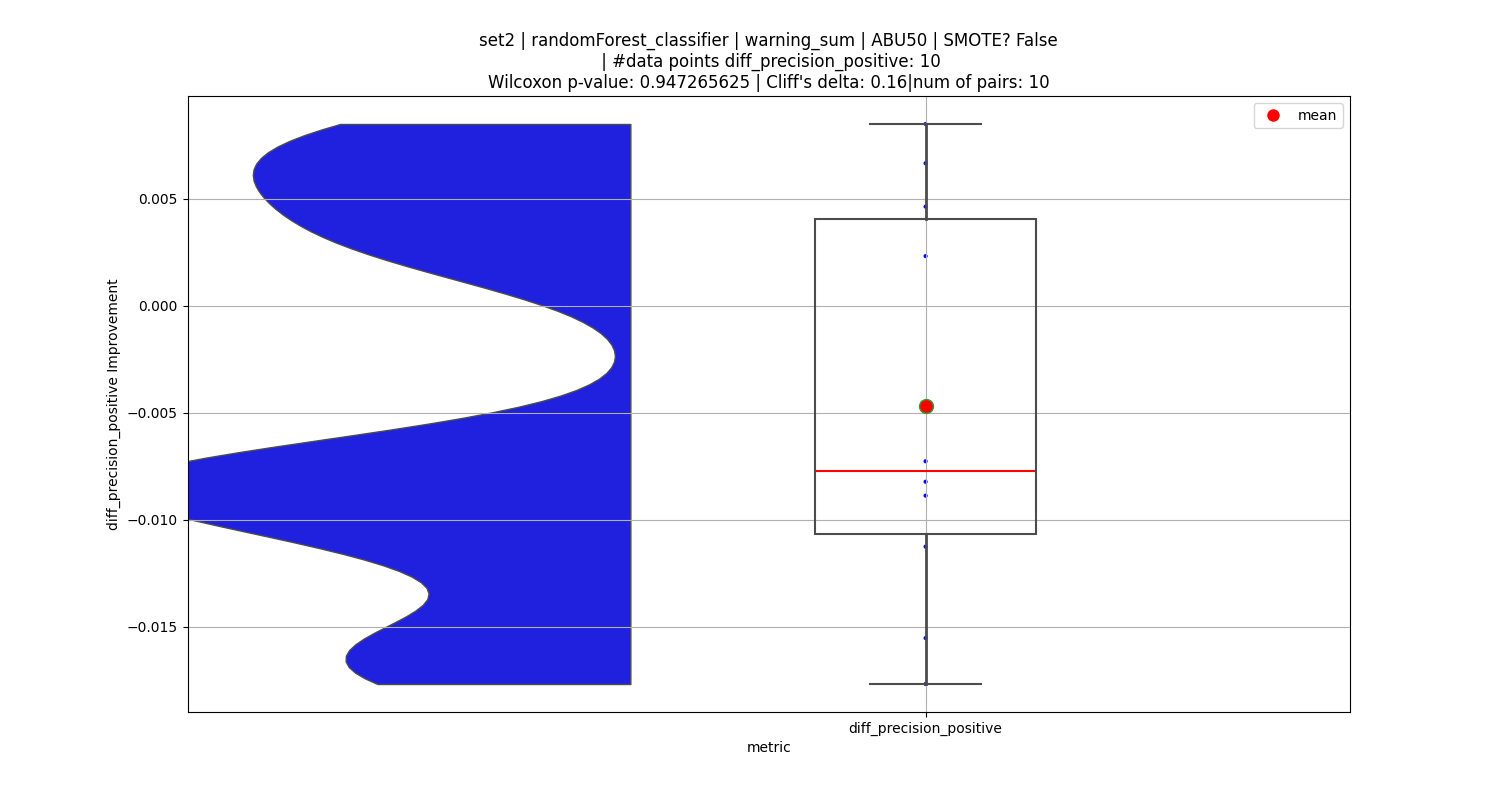 set2 | randomForest_classifier | warning_sum | ABU50 | SMOTE? False
| #data points diff_precision_positive: 10
Wilcoxon p-value: 0.947265625 | Cliff's delta: 0.16|num of pairs: 10
mean
0.005
0.000
−0.005
−0.010
−0.015
diff_precision_positive Improvement
diff_precision_positive
metric